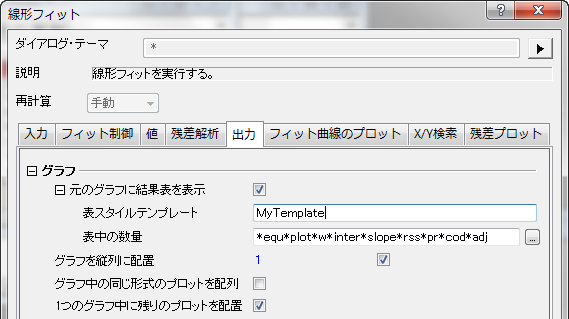 線形フィット
ダイアログ・テーマ *
説明 線形フィットを実行する。
再計算 手動
入力 フィット制御 値 残差解析 出力 フィット曲線のプロット X/Y検索 残差プロット
グラフ
元のグラフに結果表を表示
表スタイルテンプレート MyTemplate
表中の数量 *equ*plot*w*inter*slope*rss*pr*cod*adj ...
グラフを縦列に配置 1
グラフ中の同じ形式のプロットを配列
1つのグラフ中に残りのプロットを配置